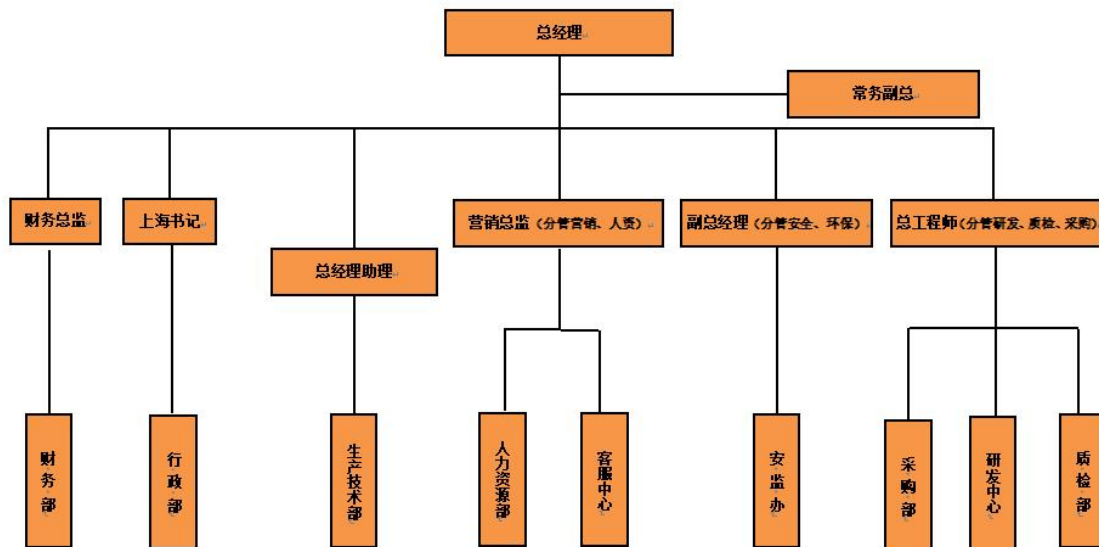 总经理
常务副总
财务总监
上海书记
总经理助理
营销总监（分管营销、人资）
副总经理（分管安全、环保）
总工程师（分管研发、质检、采购）
财务部
行政部
生产技术部
人力资源部
客服中心
安监办
采购部
研发中心
质检部